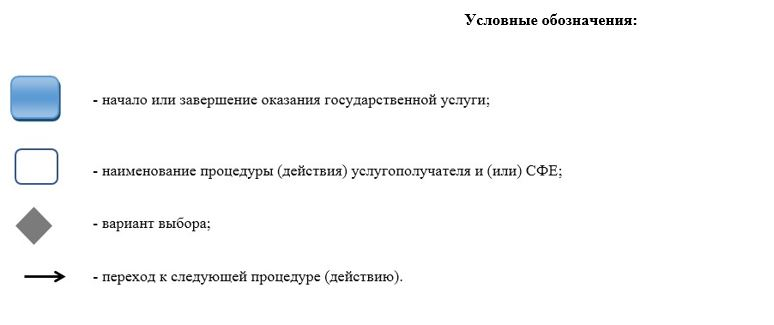 Условные обозначения:
- начало или завершение оказания государственной услуги;
- наименование процедуры (действия) услугополучателя и (или) СФЕ;
- вариант выбора;
- переход к следующей процедуре (действию).